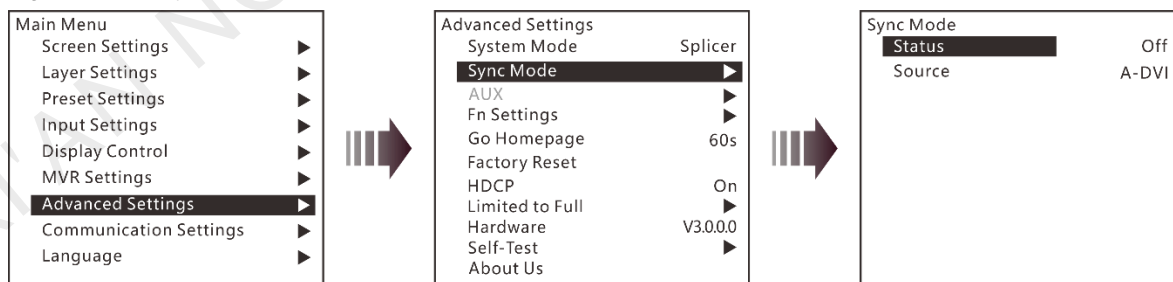 Main Menu
Screen Settings
Layer Settings
Preset Settings
Input Settings
Display Control
MVR Settings
Advanced Settings
Communication Settings
Language
Advanced Settings
System Mode Splicer
Sync Mode
AUX
Fn Settings
Go Homepage 60s
Factory Reset
HDCP On
Limited to Full
Hardware V3.0.0.0
Self-Test
About Us
Sync Mode
Status Off
Source A-DVI